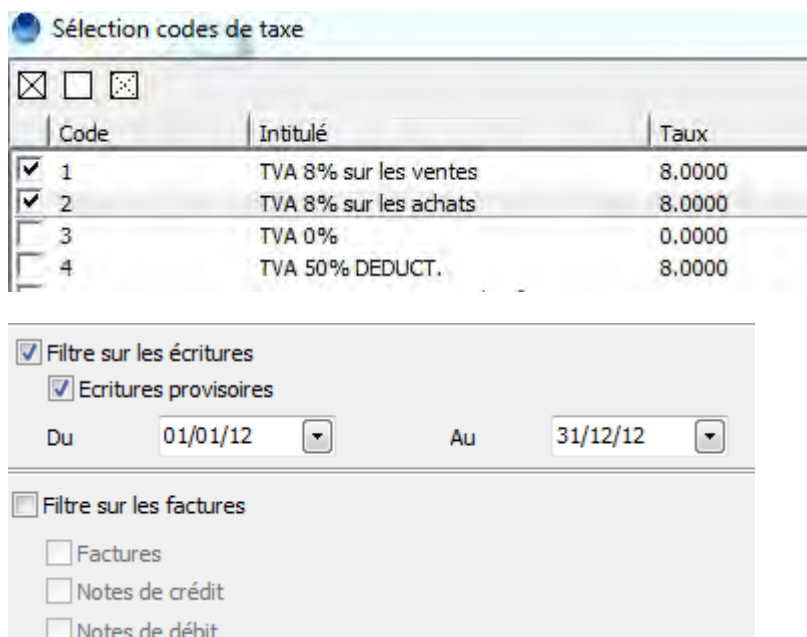 Sélection codes de taxe
Code Intitulé Taux
1 TVA 8% sur les ventes 8.0000
2 TVA 8% sur les achats 8.0000
3 TVA 0% 0.0000
4 TVA 50% DEDUCT. 8.0000
Filtre sur les écritures
Ecritures provisoires
Du 01/01/12 Au 31/12/12
Filtre sur les factures
Factures
Notes de crédit
Notes de débit